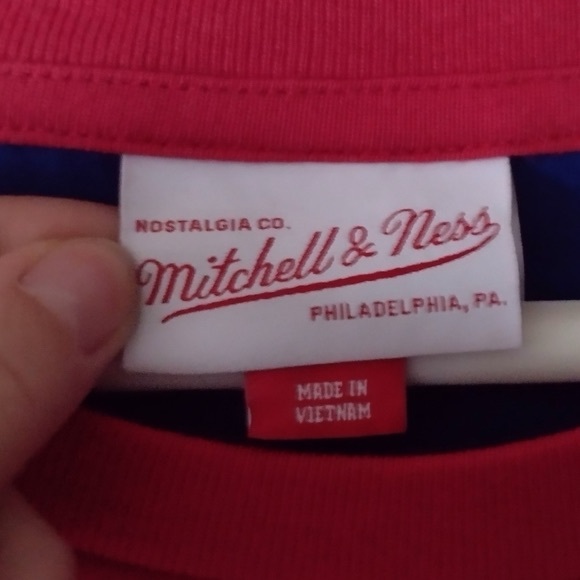 NOSTALGIA CO.
Mitchell & Ness
PHILADELPHIA, PA.
MADE IN
VIETNAM